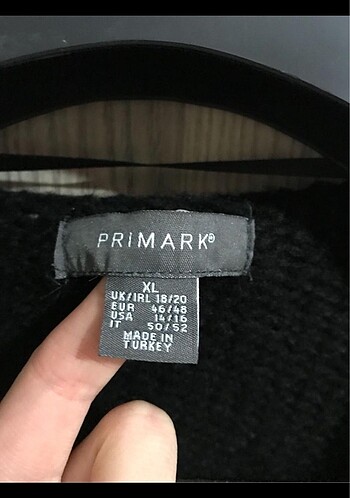 PRIMARK®
XL
UK/IRL 18/20
EUR 46/48
USA 14/16
IT 50/52
MADE IN
TURKEY